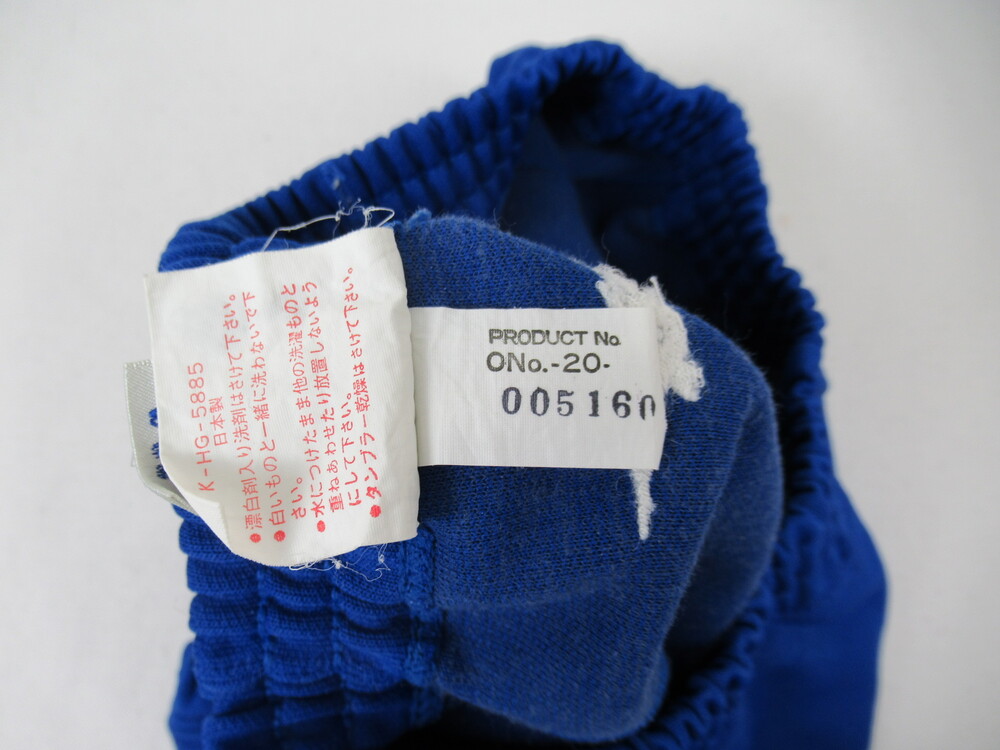 K-HG-5885
日本製
●漂白剤入り洗剤はさけて下さい。
●白いものと一緒に洗わないで下
さい。
●水につけたまま他の洗濯ものと
重ねあわせたり放置しないよう
にして下さい。
●タンブラー乾燥はさけて下さい。
PRODUCT No.
ONo.-20-
005160